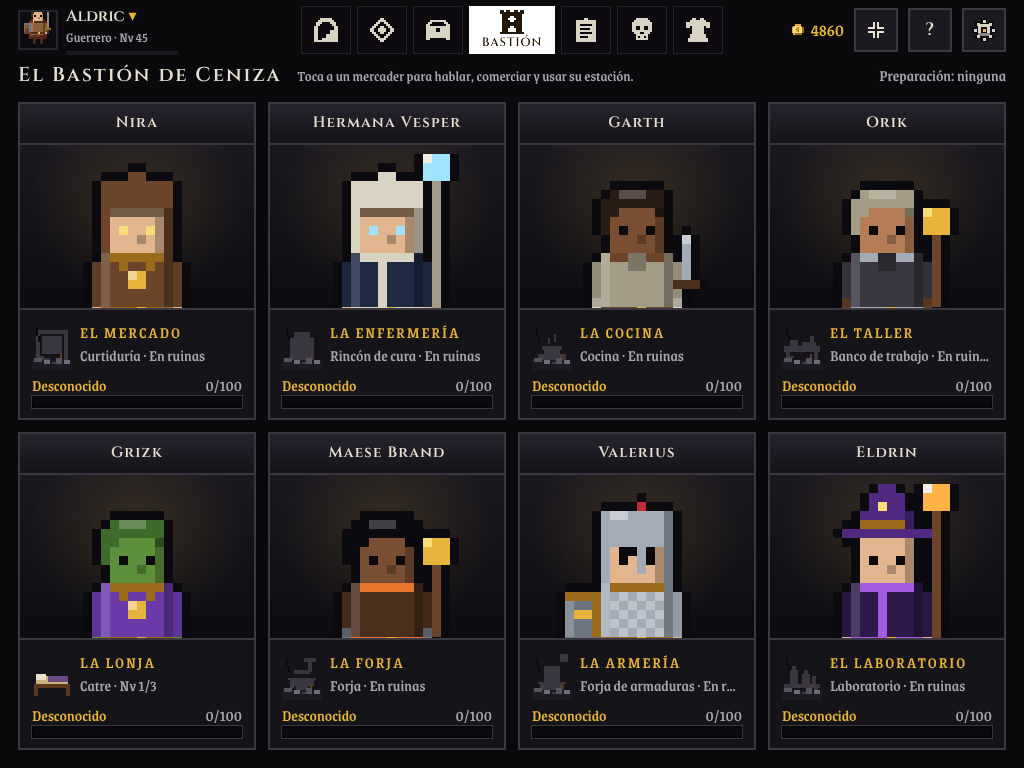 Aldric ▼
Guerrero · Nv 45
Bastión
4860
?
El Bastión de Ceniza
Toca a un mercader para hablar, comerciar y usar su estación.
Preparación: ninguna
Nira
Hermana Vesper
Garth
Orik
EL MERCADO
Curtiduría · En ruinas
Desconocido 0/100
LA ENFERMERÍA
Rincón de cura · En ruinas
Desconocido 0/100
LA COCINA
Cocina · En ruinas
Desconocido 0/100
EL TALLER
Banco de trabajo · En ruin...
Desconocido 0/100
Grizk
Maese Brand
Valerius
Eldrin
LA LONJA
Catre · Nv 1/3
Desconocido 0/100
LA FORJA
Forja · En ruinas
Desconocido 0/100
LA ARMERÍA
Forja de armaduras · En r...
Desconocido 0/100
EL LABORATORIO
Laboratorio · En ruinas
Desconocido 0/100